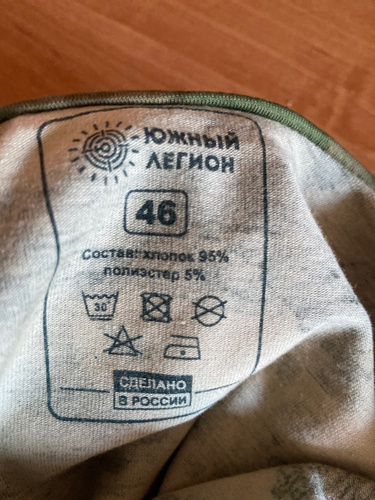 ЮЖНЫЙ
ЛЕГИОН
46
Состав: хлопок 95%
полиэстер 5%
30
СДЕЛАНО
В РОССИИ